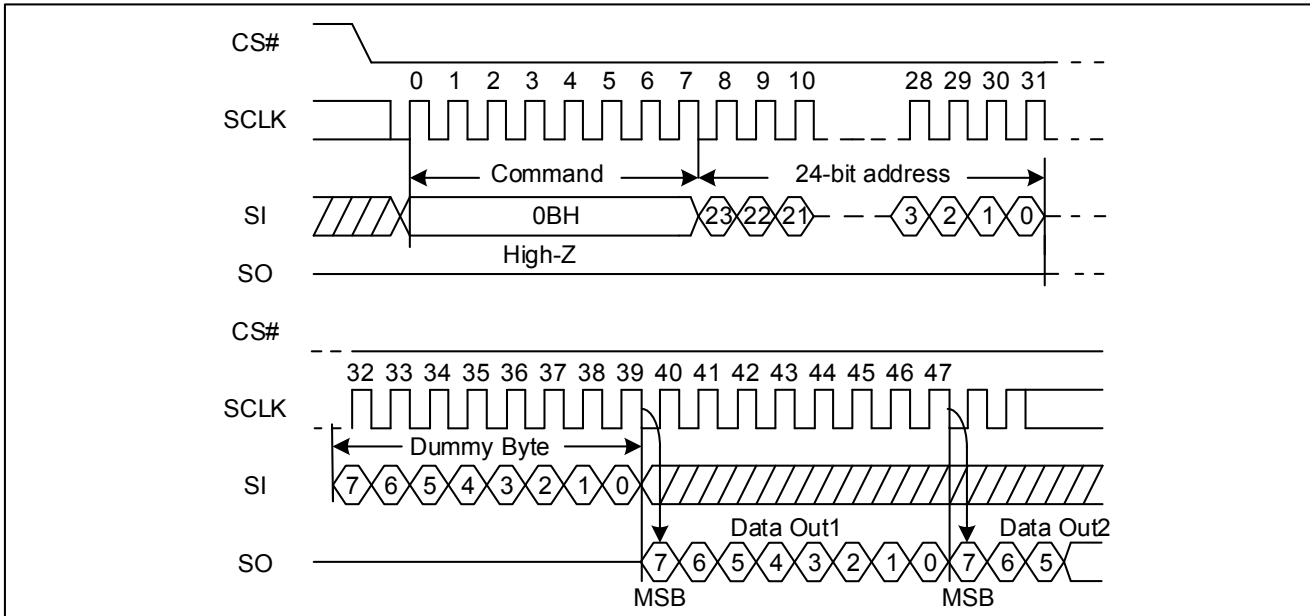 CS#
0 1 2 3 4 5 6 7 8 9 10 28 29 30 31
SCLK
Command 24-bit address
SI 0BH 23 22 21 3 2 1 0
High-Z
SO
CS#
32 33 34 35 36 37 38 39 40 41 42 43 44 45 46 47
SCLK
Dummy Byte
SI 7 6 5 4 3 2 1 0
Data Out1 Data Out2
SO 7 6 5 4 3 2 1 0 7 6 5
MSB MSB